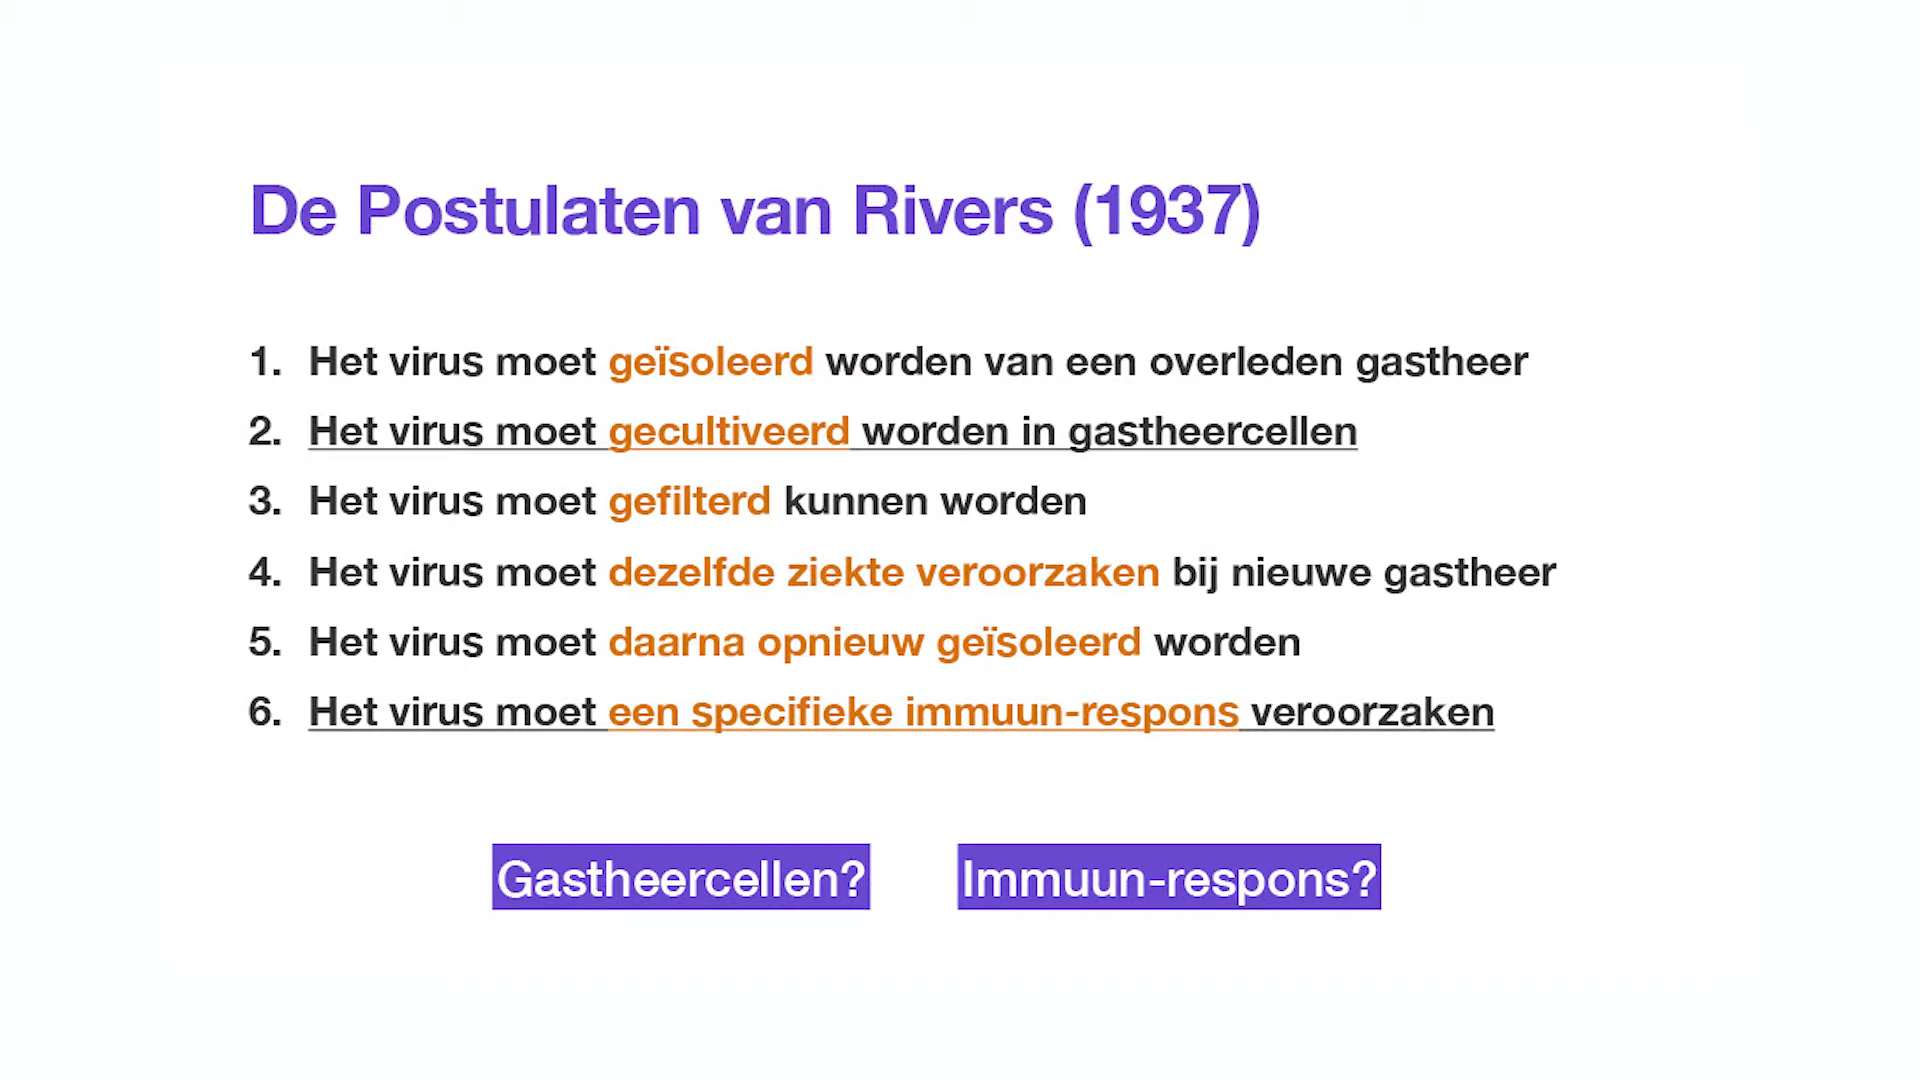 De Postulaten van Rivers (1937)
1. Het virus moet geïsoleerd worden van een overleden gastheer
2. Het virus moet gecultiveerd worden in gastheercellen
3. Het virus moet gefilterd kunnen worden
4. Het virus moet dezelfde ziekte veroorzaken bij nieuwe gastheer
5. Het virus moet daarna opnieuw geïsoleerd worden
6. Het virus moet een specifieke immuun-respons veroorzaken
Gastheercellen? Immuun-respons?